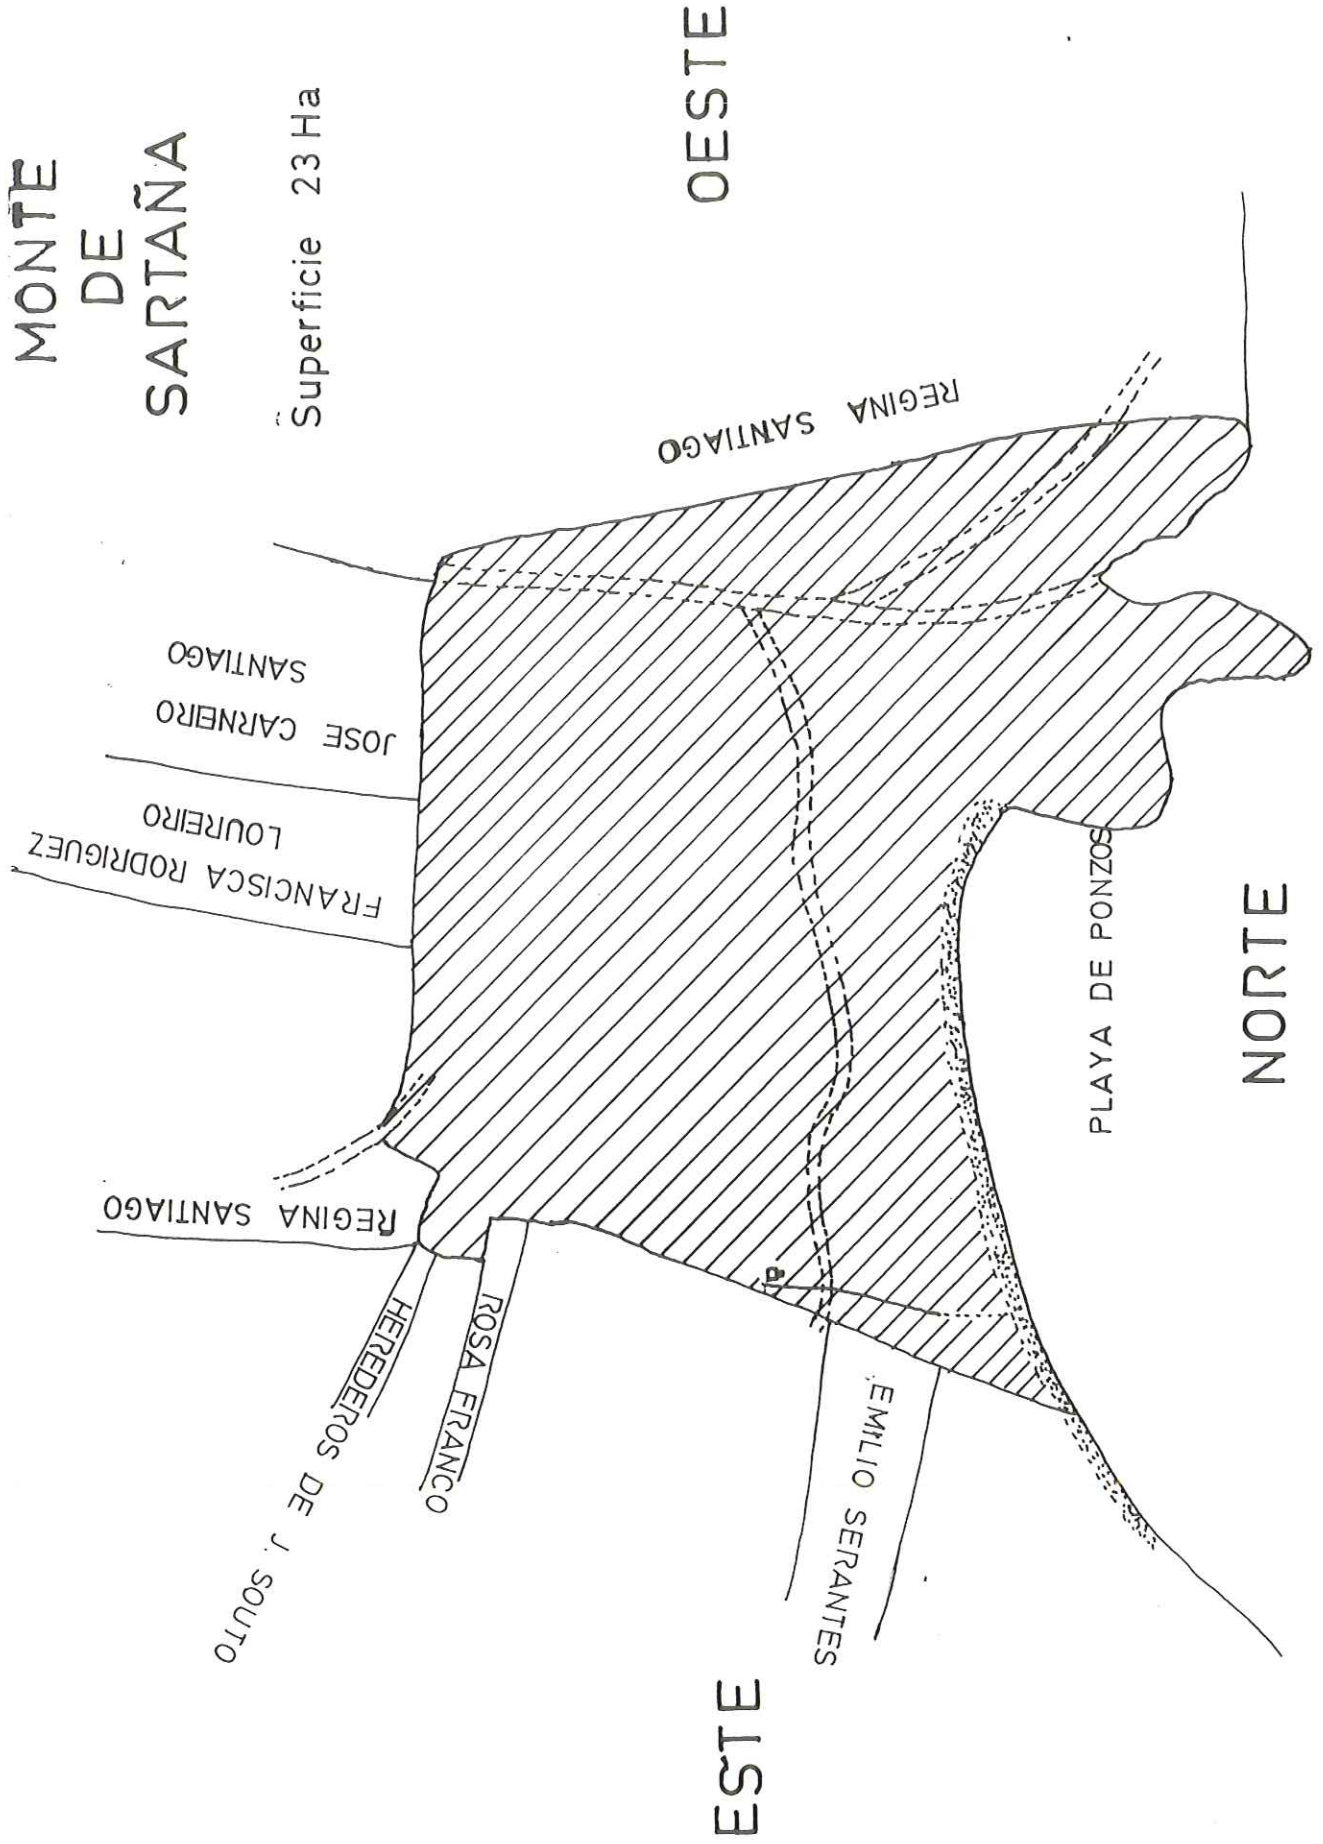 MONTE
DE
SARTAÑA
Superficie 23 Ha
OESTE
REGINA SANTIAGO
JOSE CARNEIRO
SANTIAGO
FRANCISCA RODRIGUEZ
LOUREIRO
REGINA SANTIAGO
HEREDEROS DE J. SOUTO
ROSA FRANCO
EMILIO SERANTES
PLAYA DE PONZOS
NORTE
ESTE